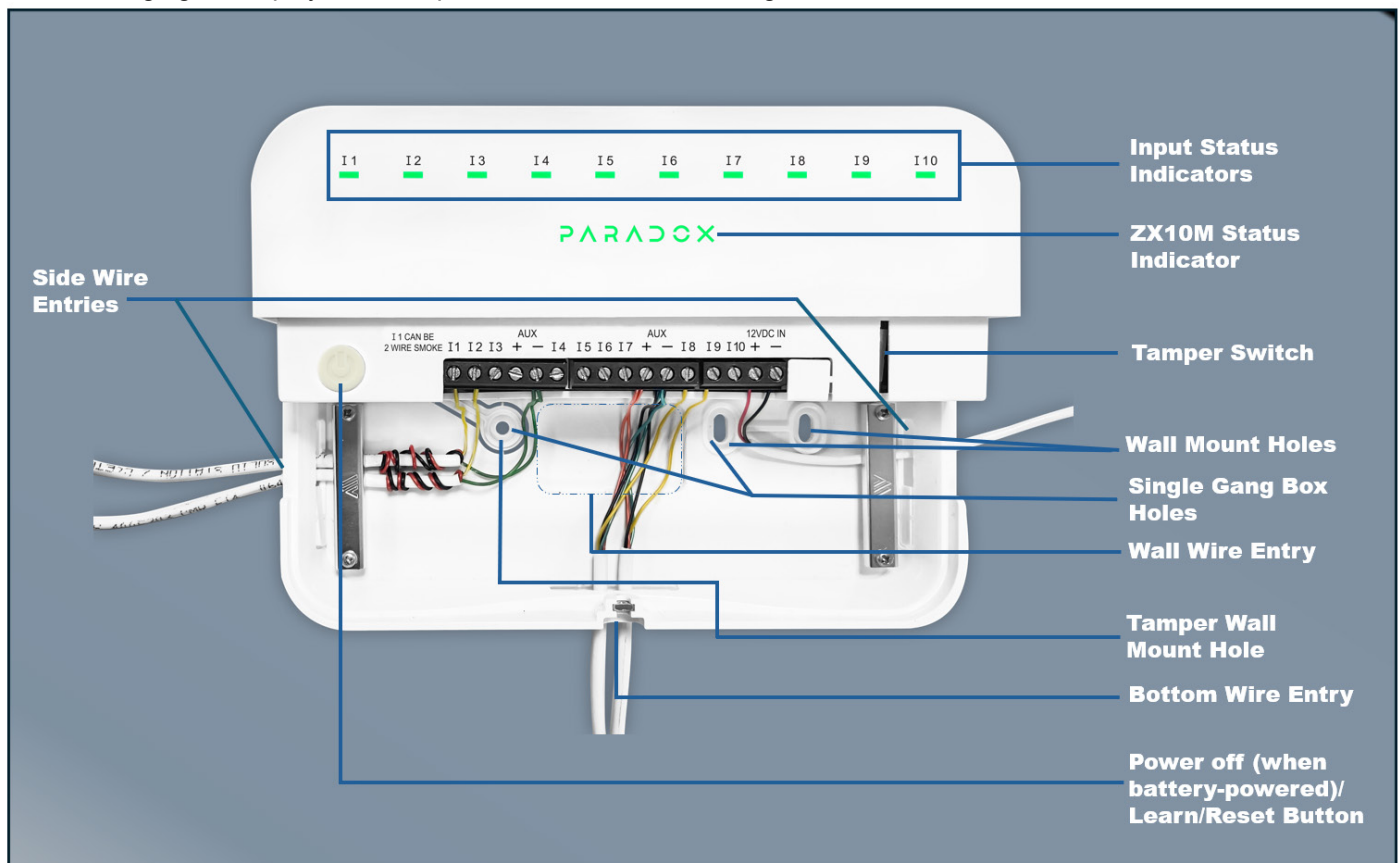 I1 I2 I3 I4 I5 I6 I7 I8 I9 I10
Input Status
Indicators
PARADOX
ZX10M Status
Indicator
Side Wire
Entries
I 1 CAN BE
2 WIRE SMOKE
AUX
AUX
12VDC IN
I1 I2 I3 + − I4 I5 I6 I7 + − I8 I9 I10 + −
Tamper Switch
Wall Mount Holes
Single Gang Box
Holes
Wall Wire Entry
Tamper Wall
Mount Hole
Bottom Wire Entry
Power off (when
battery-powered)/
Learn/Reset Button